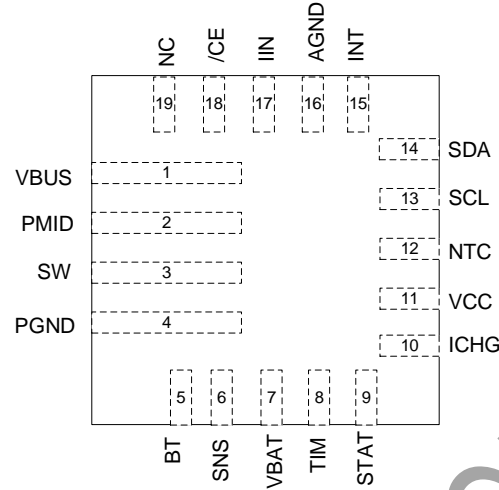 NC
/CE
IIN
AGND
INT
19
18
17
16
15
VBUS 1
PMID 2
SW 3
PGND 4
14 SDA
13 SCL
12 NTC
11 VCC
10 ICHG
5
6
7
8
9
BT
SNS
VBAT
TIM
STAT